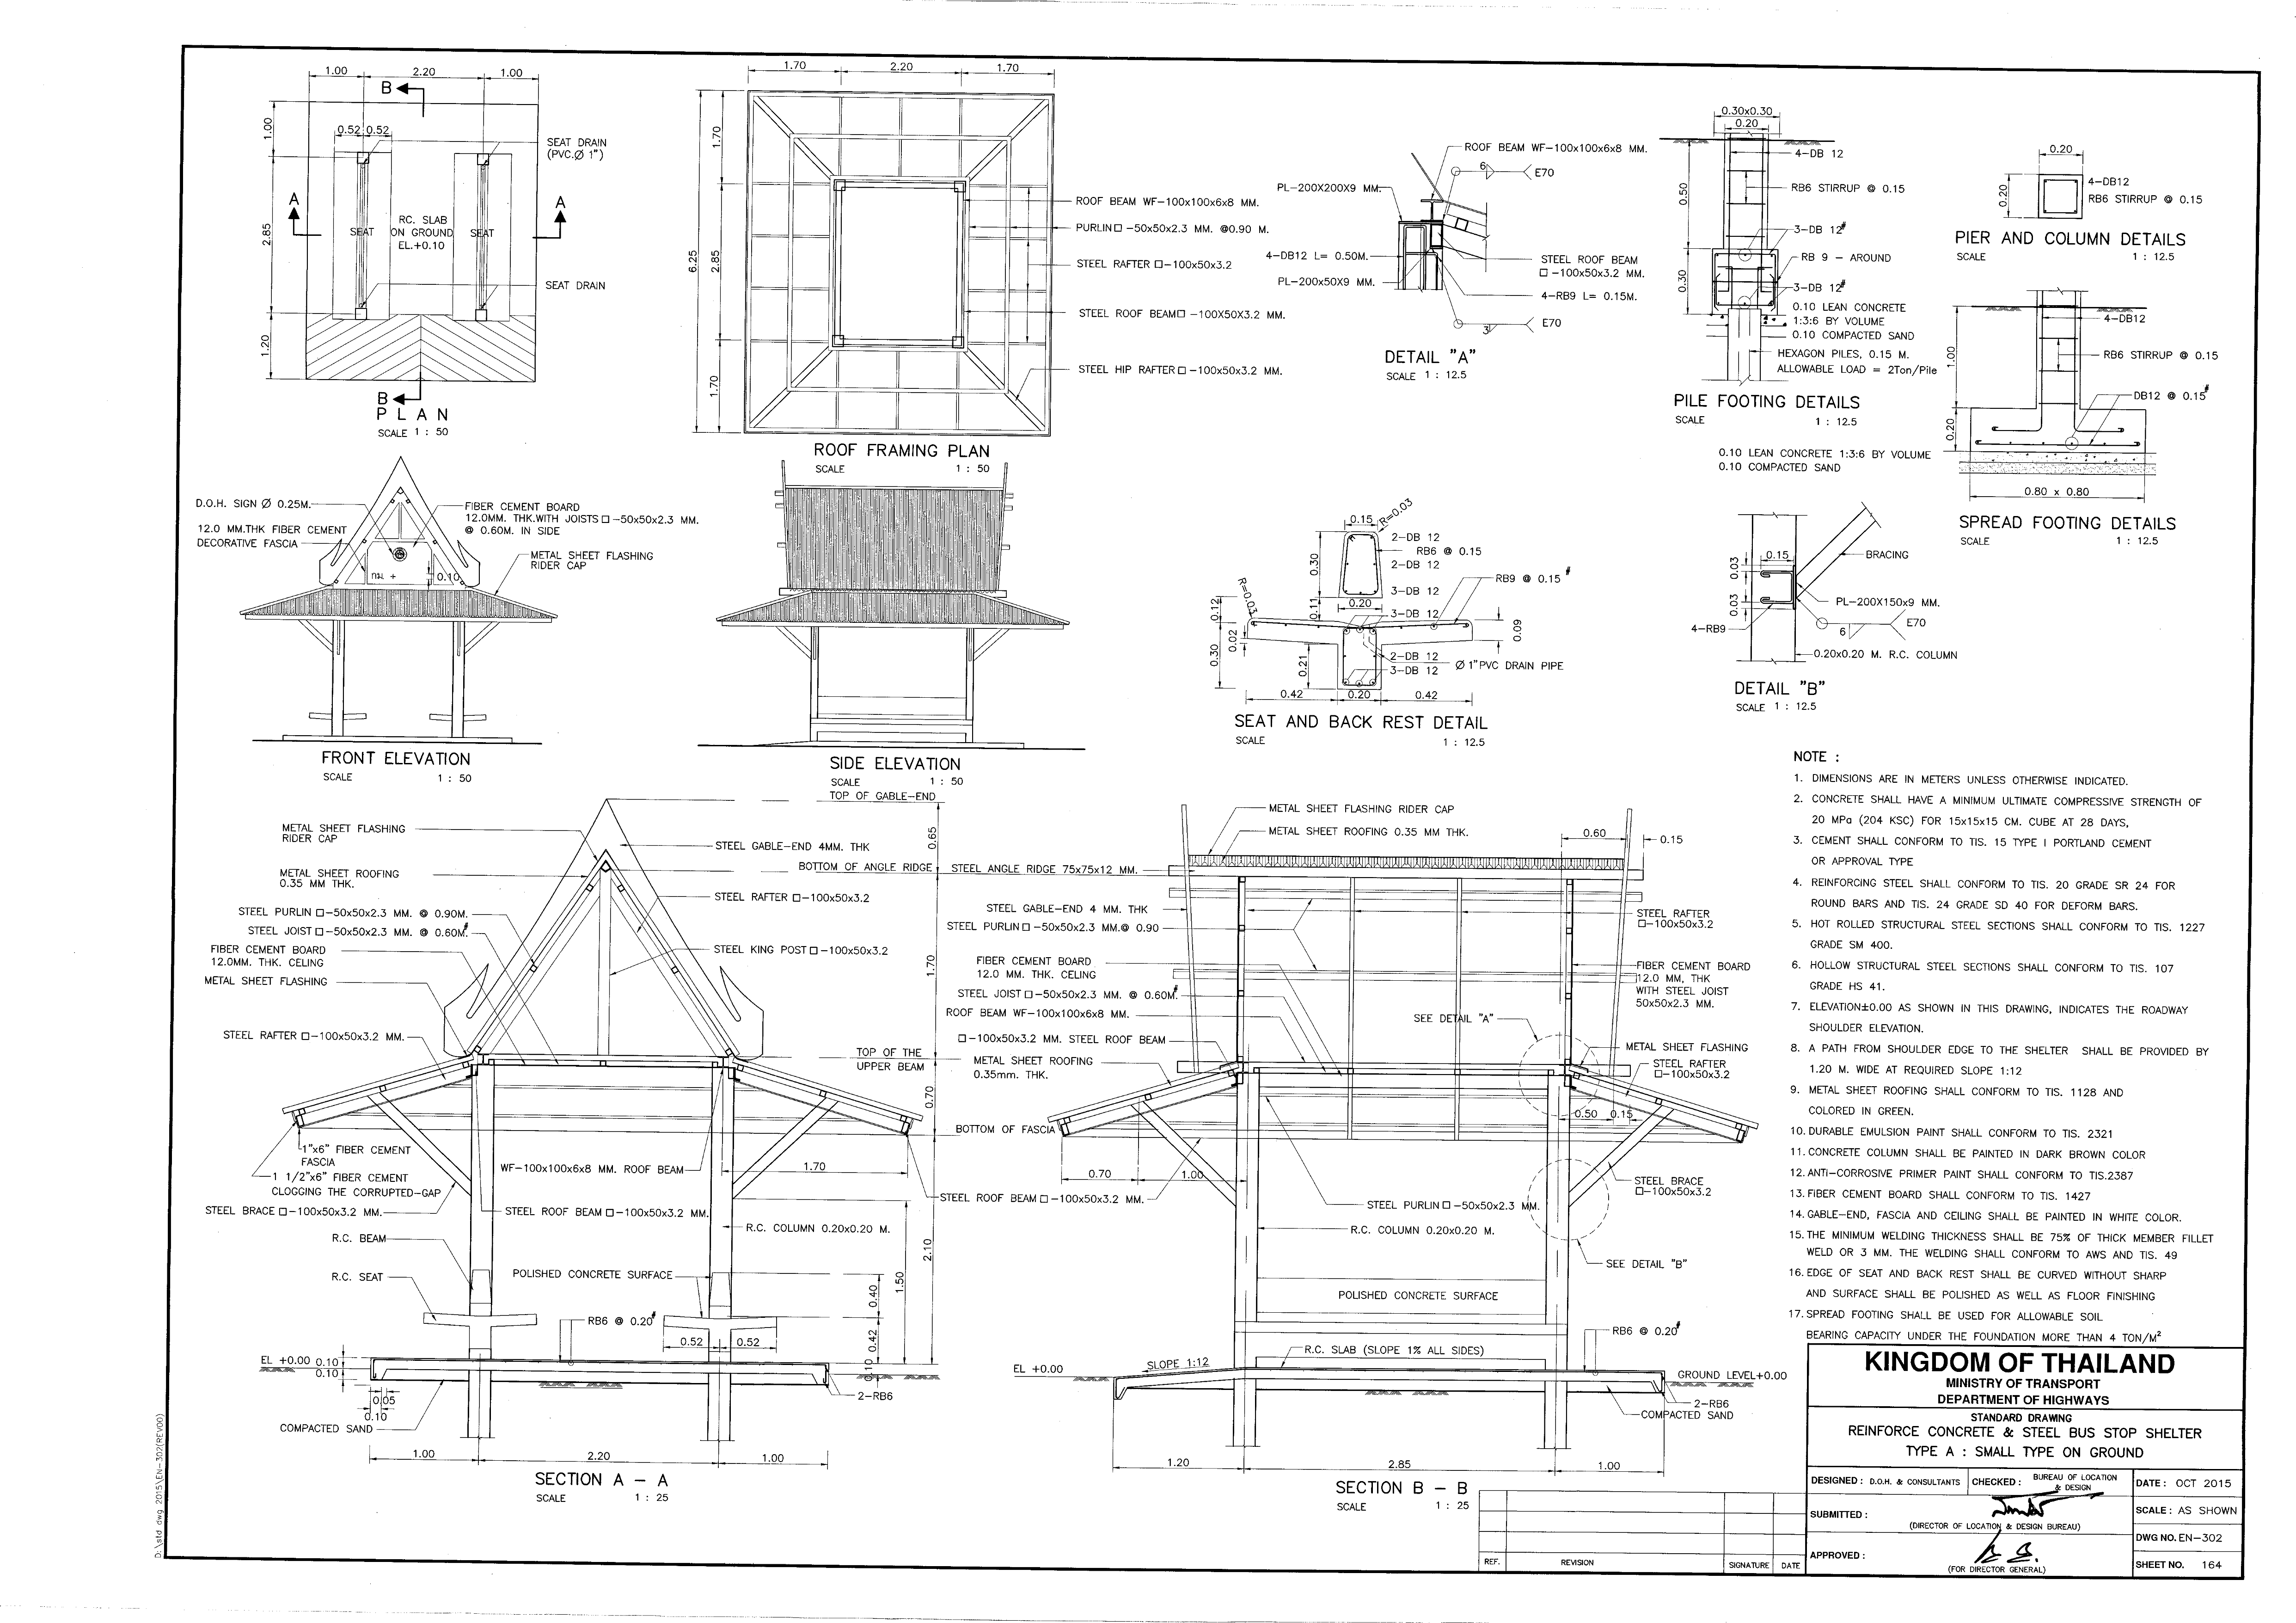 1.00 2.20 1.00
B
1.00
0.52 0.52
SEAT DRAIN
(PVC.Ø 1")
A
A
2.85
SEAT
RC. SLAB
ON GROUND
EL.+0.10
SEAT
SEAT DRAIN
1.20
B
PLAN
SCALE 1 : 50
1.70 2.20 1.70
1.70
6.25
2.85
1.70
ROOF BEAM WF-100x100x6x8 MM.
PURLIN□ -50x50x2.3 MM. @0.90 M.
STEEL RAFTER □-100x50x3.2
STEEL ROOF BEAM□ -100X50X3.2 MM.
STEEL HIP RAFTER□-100x50x3.2 MM.
ROOF FRAMING PLAN
SCALE 1 : 50
ROOF BEAM WF-100x100x6x8 MM.
6 E70
PL-200X200X9 MM.
4-DB12 L= 0.50M.
PL-200x50X9 MM.
STEEL ROOF BEAM
□ -100x50x3.2 MM.
4-RB9 L= 0.15M.
3 E70
DETAIL "A"
SCALE 1 : 12.5
0.30x0.30
0.20
4-DB 12
0.50
RB6 STIRRUP @ 0.15
3-DB 12#
RB 9 - AROUND
0.30
3-DB 12#
0.10 LEAN CONCRETE
1:3:6 BY VOLUME
0.10 COMPACTED SAND
HEXAGON PILES, 0.15 M.
ALLOWABLE LOAD = 2Ton/Pile
PILE FOOTING DETAILS
SCALE 1 : 12.5
0.20
0.20
4-DB12
RB6 STIRRUP @ 0.15
PIER AND COLUMN DETAILS
SCALE 1 : 12.5
4-DB12
1.00
RB6 STIRRUP @ 0.15
DB12 @ 0.15#
0.20
0.10 LEAN CONCRETE 1:3:6 BY VOLUME
0.10 COMPACTED SAND
0.80 x 0.80
SPREAD FOOTING DETAILS
SCALE 1 : 12.5
D.O.H. SIGN Ø 0.25M.
12.0 MM.THK FIBER CEMENT
DECORATIVE FASCIA
FIBER CEMENT BOARD
12.0MM. THK.WITH JOISTS □-50x50x2.3 MM.
@ 0.60M. IN SIDE
METAL SHEET FLASHING
RIDER CAP
กม. +
0.10
FRONT ELEVATION
SCALE 1 : 50
SIDE ELEVATION
SCALE 1 : 50
0.15 R=0.03
2-DB 12
RB6 @ 0.15
2-DB 12
0.30
3-DB 12
RB9 @ 0.15 #
R=0.03
0.12
0.11
0.20
3-DB 12
0.02
0.09
0.30
0.21
2-DB 12
3-DB 12
Ø 1"PVC DRAIN PIPE
0.42 0.20 0.42
SEAT AND BACK REST DETAIL
SCALE 1 : 12.5
0.15
BRACING
0.03
0.03
PL-200X150x9 MM.
6 E70
4-RB9
0.20x0.20 M. R.C. COLUMN
DETAIL "B"
SCALE 1 : 12.5
TOP OF GABLE-END
METAL SHEET FLASHING
RIDER CAP
STEEL GABLE-END 4MM. THK
0.65
BOTTOM OF ANGLE RIDGE
METAL SHEET ROOFING
0.35 MM THK.
STEEL RAFTER □-100x50x3.2
STEEL PURLIN □-50x50x2.3 MM. @ 0.90M.
STEEL JOIST □-50x50x2.3 MM. @ 0.60M.#
FIBER CEMENT BOARD
12.0MM. THK. CELING
STEEL KING POST □-100x50x3.2
METAL SHEET FLASHING
1.70
STEEL RAFTER □-100x50x3.2 MM.
TOP OF THE
UPPER BEAM
0.70
BOTTOM OF FASCIA
1"x6" FIBER CEMENT
FASCIA
1 1/2"x6" FIBER CEMENT
CLOGGING THE CORRUPTED-GAP
STEEL BRACE □-100x50x3.2 MM.
WF-100x100x6x8 MM. ROOF BEAM
1.70
STEEL ROOF BEAM □-100x50x3.2 MM.
R.C. COLUMN 0.20x0.20 M.
R.C. BEAM
2.10
1.50
R.C. SEAT
POLISHED CONCRETE SURFACE
0.40
RB6 @ 0.20#
0.52 0.52
0.42
EL +0.00 0.10
0.10
0.10
0.05
0.10
2-RB6
COMPACTED SAND
1.00 2.20 1.00
SECTION A - A
SCALE 1 : 25
METAL SHEET FLASHING RIDER CAP
METAL SHEET ROOFING 0.35 MM THK.
0.60
0.15
STEEL ANGLE RIDGE 75x75x12 MM.
STEEL GABLE-END 4 MM. THK
STEEL PURLIN□ -50x50x2.3 MM.@ 0.90
STEEL RAFTER
□-100x50x3.2
FIBER CEMENT BOARD
12.0 MM. THK. CELING
STEEL JOIST □-50x50x2.3 MM. @ 0.60M.#
FIBER CEMENT BOARD
12.0 MM, THK
WITH STEEL JOIST
50x50x2.3 MM.
ROOF BEAM WF-100x100x6x8 MM.
SEE DETAIL "A"
□-100x50x3.2 MM. STEEL ROOF BEAM
METAL SHEET ROOFING
0.35mm. THK.
METAL SHEET FLASHING
STEEL RAFTER
□-100x50x3.2
0.50 0.15
0.70 1.00
STEEL ROOF BEAM □-100x50x3.2 MM.
STEEL PURLIN □ -50x50x2.3 MM.
STEEL BRACE
□-100x50x3.2
R.C. COLUMN 0.20x0.20 M.
SEE DETAIL "B"
POLISHED CONCRETE SURFACE
RB6 @ 0.20#
R.C. SLAB (SLOPE 1% ALL SIDES)
EL +0.00
SLOPE 1:12
GROUND LEVEL+0.00
2-RB6
COMPACTED SAND
1.20 2.85 1.00
SECTION B - B
SCALE 1 : 25
NOTE :
1. DIMENSIONS ARE IN METERS UNLESS OTHERWISE INDICATED.
2. CONCRETE SHALL HAVE A MINIMUM ULTIMATE COMPRESSIVE STRENGTH OF
20 MPa (204 KSC) FOR 15x15x15 CM. CUBE AT 28 DAYS,
3. CEMENT SHALL CONFORM TO TIS. 15 TYPE I PORTLAND CEMENT
OR APPROVAL TYPE
4. REINFORCING STEEL SHALL CONFORM TO TIS. 20 GRADE SR 24 FOR
ROUND BARS AND TIS. 24 GRADE SD 40 FOR DEFORM BARS.
5. HOT ROLLED STRUCTURAL STEEL SECTIONS SHALL CONFORM TO TIS. 1227
GRADE SM 400.
6. HOLLOW STRUCTURAL STEEL SECTIONS SHALL CONFORM TO TIS. 107
GRADE HS 41.
7. ELEVATION±0.00 AS SHOWN IN THIS DRAWING, INDICATES THE ROADWAY
SHOULDER ELEVATION.
8. A PATH FROM SHOULDER EDGE TO THE SHELTER SHALL BE PROVIDED BY
1.20 M. WIDE AT REQUIRED SLOPE 1:12
9. METAL SHEET ROOFING SHALL CONFORM TO TIS. 1128 AND
COLORED IN GREEN.
10. DURABLE EMULSION PAINT SHALL CONFORM TO TIS. 2321
11. CONCRETE COLUMN SHALL BE PAINTED IN DARK BROWN COLOR
12. ANTI-CORROSIVE PRIMER PAINT SHALL CONFORM TO TIS.2387
13. FIBER CEMENT BOARD SHALL CONFORM TO TIS. 1427
14. GABLE-END, FASCIA AND CEILING SHALL BE PAINTED IN WHITE COLOR.
15. THE MINIMUM WELDING THICKNESS SHALL BE 75% OF THICK MEMBER FILLET
WELD OR 3 MM. THE WELDING SHALL CONFORM TO AWS AND TIS. 49
16. EDGE OF SEAT AND BACK REST SHALL BE CURVED WITHOUT SHARP
AND SURFACE SHALL BE POLISHED AS WELL AS FLOOR FINISHING
17. SPREAD FOOTING SHALL BE USED FOR ALLOWABLE SOIL
BEARING CAPACITY UNDER THE FOUNDATION MORE THAN 4 TON/M²
KINGDOM OF THAILAND
MINISTRY OF TRANSPORT
DEPARTMENT OF HIGHWAYS
STANDARD DRAWING
REINFORCE CONCRETE & STEEL BUS STOP SHELTER
TYPE A : SMALL TYPE ON GROUND
DESIGNED : D.O.H. & CONSULTANTS
CHECKED : BUREAU OF LOCATION
& DESIGN
DATE : OCT 2015
SUBMITTED :
(DIRECTOR OF LOCATION & DESIGN BUREAU)
SCALE : AS SHOWN
DWG NO. EN-302
APPROVED :
(FOR DIRECTOR GENERAL)
SHEET NO. 164
REF. REVISION SIGNATURE DATE
D:\std dwg 2015\EN-302(REV00)